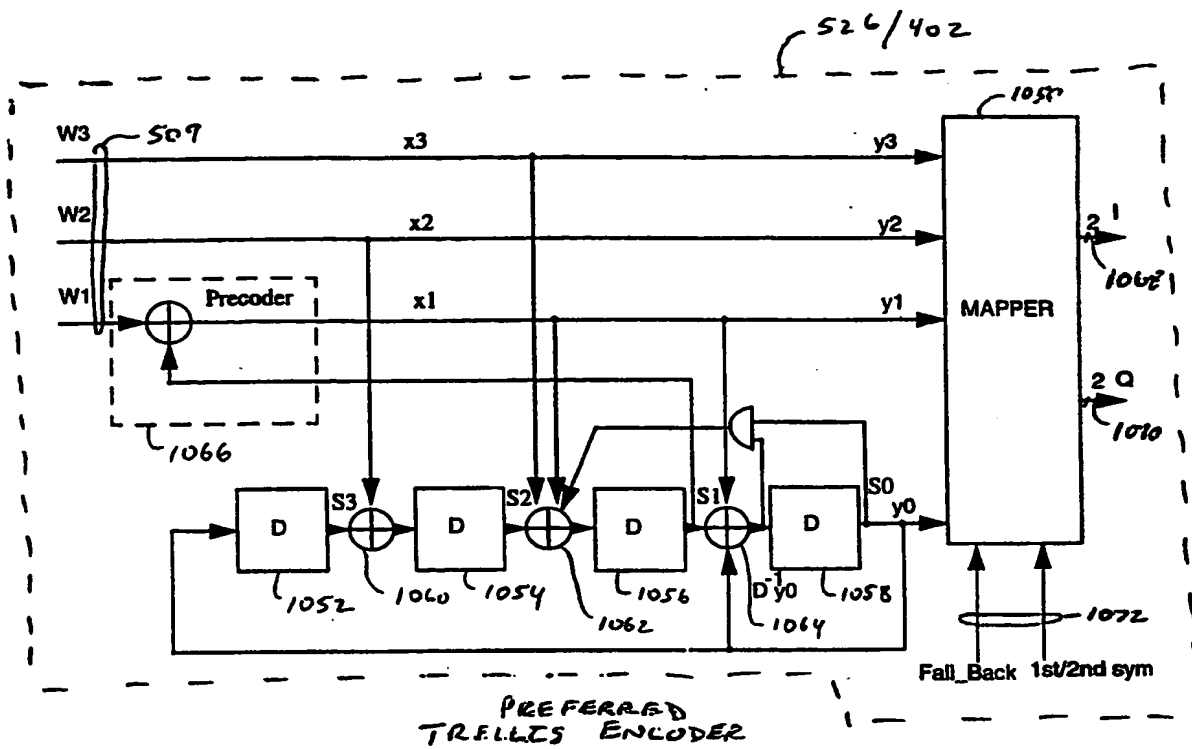 526/402
1050
W3
509
x3
y3
W2
x2
y2
2 I
1068
W1
Precoder
x1
y1
MAPPER
2 Q
1070
1066
S3
S2
S1
S0
D
D
D
D
y0
1052
1060
1054
1062
1056
D⁻y0
1064
1058
1072
Fall_Back 1st/2nd sym
PREFERRED
TRELLIS ENCODER